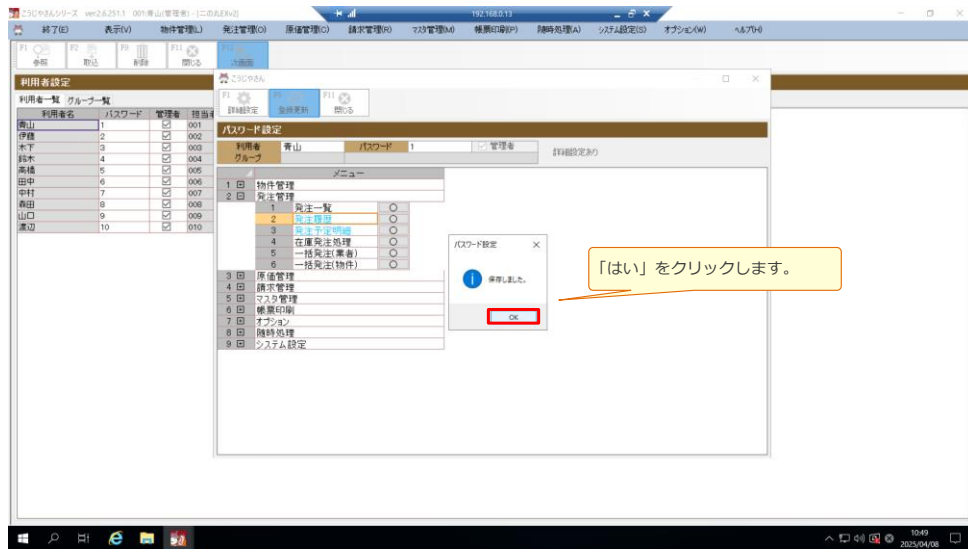 こうじやさんシリーズ ver.2.6.251.1 001:青山(管理者) - [二の丸EXv2]
192.168.0.13
終了(E) 表示(V) 物件管理(L) 発注管理(O) 原価管理(C) 請求管理(R) マスタ管理(M) 帳票印刷(P) 随時処理(A) システム設定(S) オプション(W) ヘルプ(H)
F1 F2 F9 F11 F12
参照 取込 削除 閉じる 次画面
利用者設定
利用者一覧 グループ一覧
利用者名 パスワード 管理者 担当者
青山 1 001
伊藤 2 002
木下 3 003
鈴木 4 004
高橋 5 005
田中 6 006
中村 7 007
森田 8 008
山口 9 009
渡辺 10 010
こうじやさん
F1 F11
詳細設定 登録更新 閉じる
パスワード設定
利用者 青山 パスワード 1 管理者
グループ
詳細設定あり
メニュー
1 物件管理
2 発注管理
1 発注一覧 ○
2 発注履歴 ○
3 発注予定明細 ○
4 在庫発注処理 ○
5 一括発注(業者) ○
6 一括発注(物件) ○
3 原価管理
4 請求管理
5 マスタ管理
6 帳票印刷
7 オプション
8 随時処理
9 システム設定
パスワード設定
保存しました。
OK
「はい」をクリックします。
10:49
2025/04/08